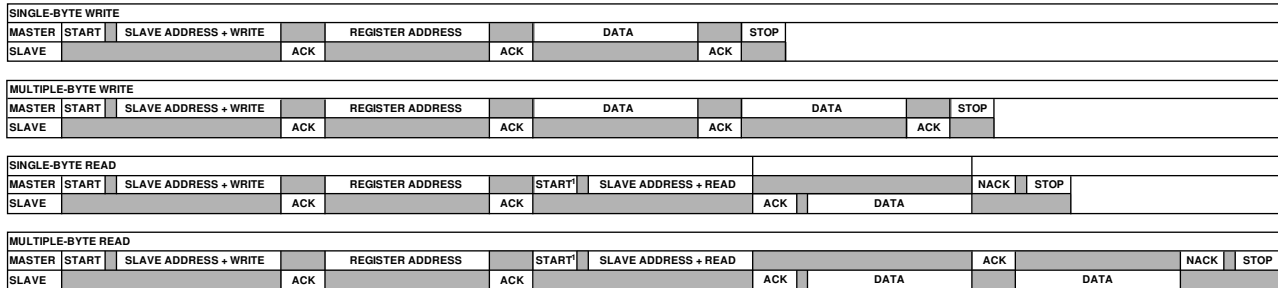 SINGLE-BYTE WRITE
MASTER START SLAVE ADDRESS + WRITE REGISTER ADDRESS DATA STOP
SLAVE ACK ACK ACK
MULTIPLE-BYTE WRITE
MASTER START SLAVE ADDRESS + WRITE REGISTER ADDRESS DATA DATA STOP
SLAVE ACK ACK ACK ACK
SINGLE-BYTE READ
MASTER START SLAVE ADDRESS + WRITE REGISTER ADDRESS START¹ SLAVE ADDRESS + READ NACK STOP
SLAVE ACK ACK ACK DATA
MULTIPLE-BYTE READ
MASTER START SLAVE ADDRESS + WRITE REGISTER ADDRESS START¹ SLAVE ADDRESS + READ ACK NACK STOP
SLAVE ACK ACK ACK DATA DATA